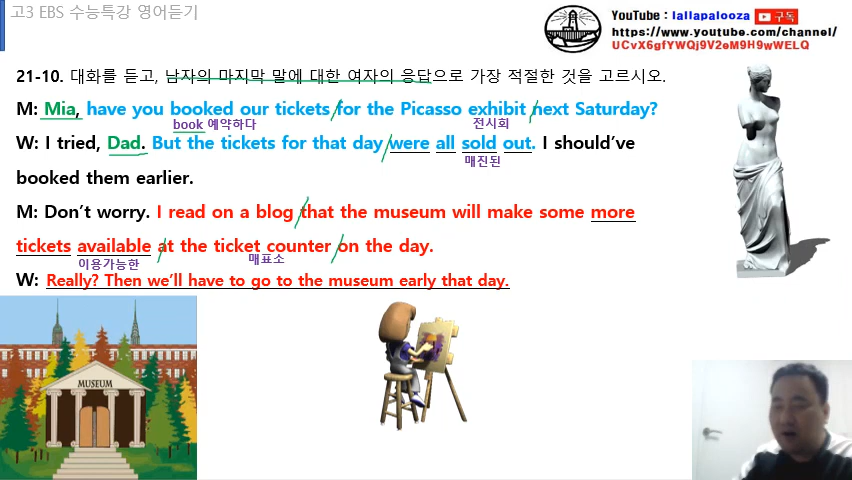 고3 EBS 수능특강 영어듣기
YouTube : lallapalooza 구독
https://www.youtube.com/channel/
UCvX6gfYWQj9V2eM9H9wWELQ
21-10. 대화를 듣고, 남자의 마지막 말에 대한 여자의 응답으로 가장 적절한 것을 고르시오.
M: Mia, have you booked our tickets for the Picasso exhibit next Saturday?
book 예약하다 전시회
W: I tried, Dad. But the tickets for that day were all sold out. I should've
매진된
booked them earlier.
M: Don't worry. I read on a blog that the museum will make some more
tickets available at the ticket counter on the day.
이용가능한 매표소
W: Really? Then we'll have to go to the museum early that day.
MUSEUM